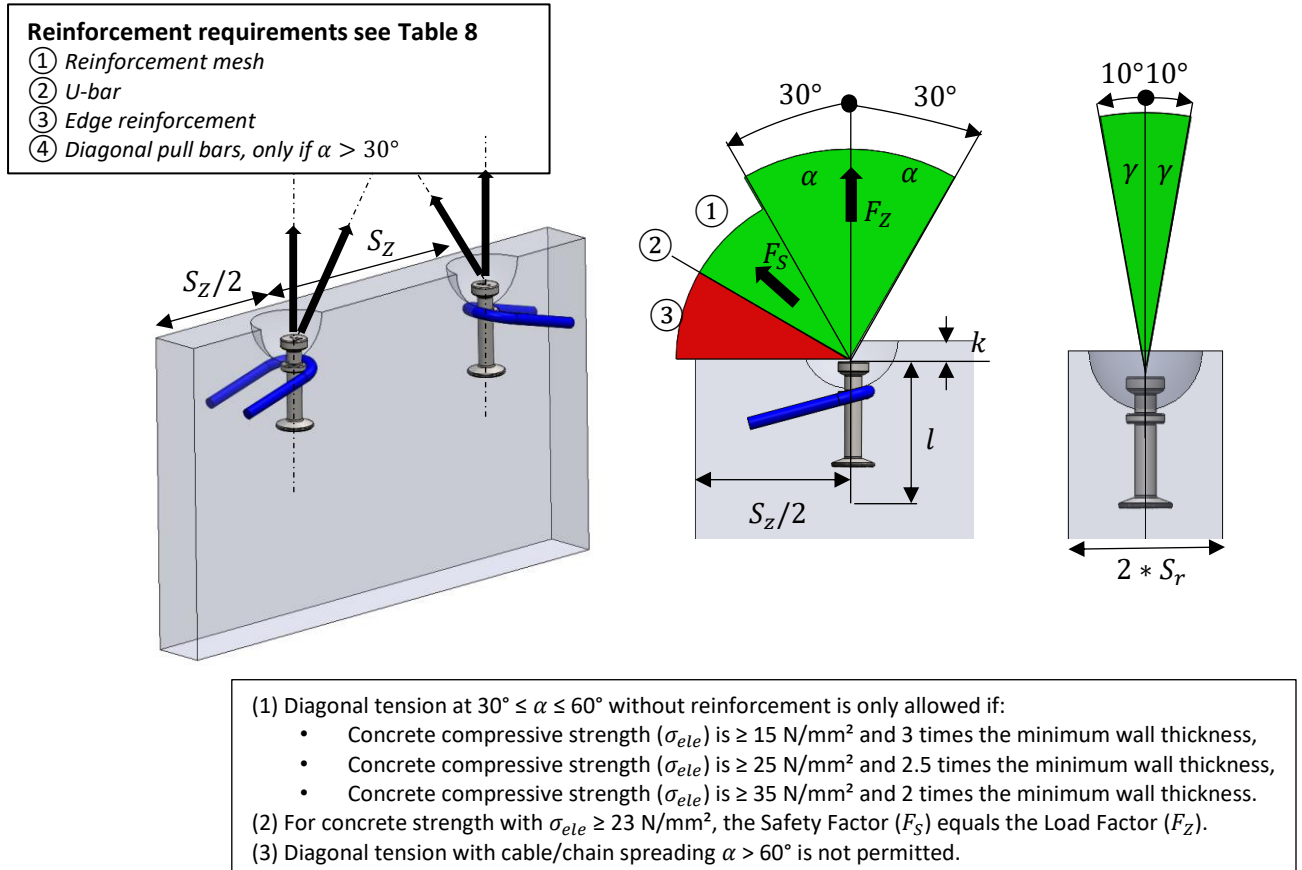 Reinforcement requirements see Table 8
① Reinforcement mesh
② U-bar
③ Edge reinforcement
④ Diagonal pull bars, only if α > 30°
S_Z
S_Z/2
30°
30°
α
α
①
F_Z
②
F_S
③
k
l
S_z/2
10°10°
γ
γ
2 * S_r
(1) Diagonal tension at 30° ≤ α ≤ 60° without reinforcement is only allowed if:
• Concrete compressive strength (σ_ele) is ≥ 15 N/mm² and 3 times the minimum wall thickness,
• Concrete compressive strength (σ_ele) is ≥ 25 N/mm² and 2.5 times the minimum wall thickness,
• Concrete compressive strength (σ_ele) is ≥ 35 N/mm² and 2 times the minimum wall thickness.
(2) For concrete strength with σ_ele ≥ 23 N/mm², the Safety Factor (F_S) equals the Load Factor (F_Z).
(3) Diagonal tension with cable/chain spreading α > 60° is not permitted.